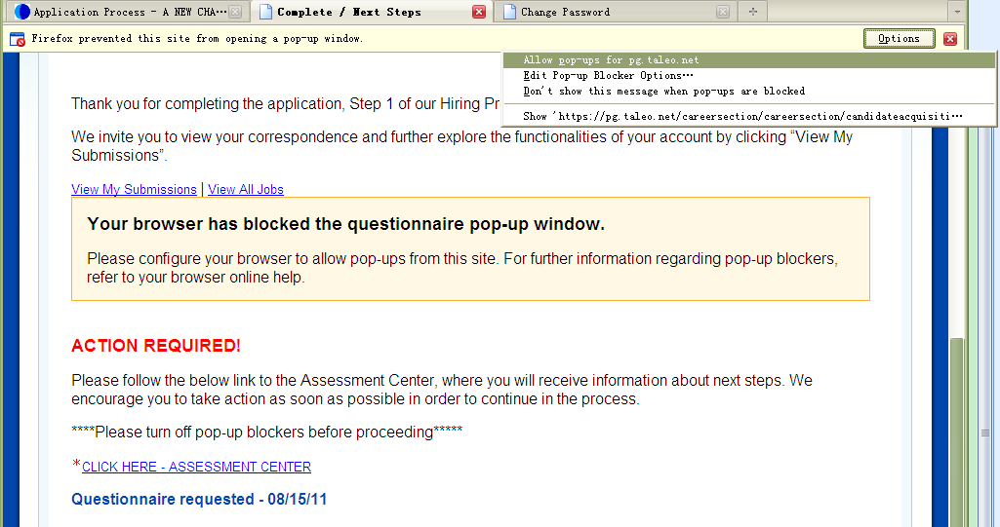 Application Process - A NEW CHA…
Complete / Next Steps
Change Password
Firefox prevented this site from opening a pop-up window.
Options
Allow pop-ups for pg.taleo.net
Edit Pop-up Blocker Options…
Don't show this message when pop-ups are blocked
Show 'https://pg.taleo.net/careersection/careersection/candidateacquisiti…
Thank you for completing the application, Step 1 of our Hiring Pr
We invite you to view your correspondence and further explore the functionalities of your account by clicking “View My
Submissions”.
View My Submissions | View All Jobs
Your browser has blocked the questionnaire pop-up window.
Please configure your browser to allow pop-ups from this site. For further information regarding pop-up blockers,
refer to your browser online help.
ACTION REQUIRED!
Please follow the below link to the Assessment Center, where you will receive information about next steps. We
encourage you to take action as soon as possible in order to continue in the process.
****Please turn off pop-up blockers before proceeding*****
*CLICK HERE - ASSESSMENT CENTER
Questionnaire requested - 08/15/11